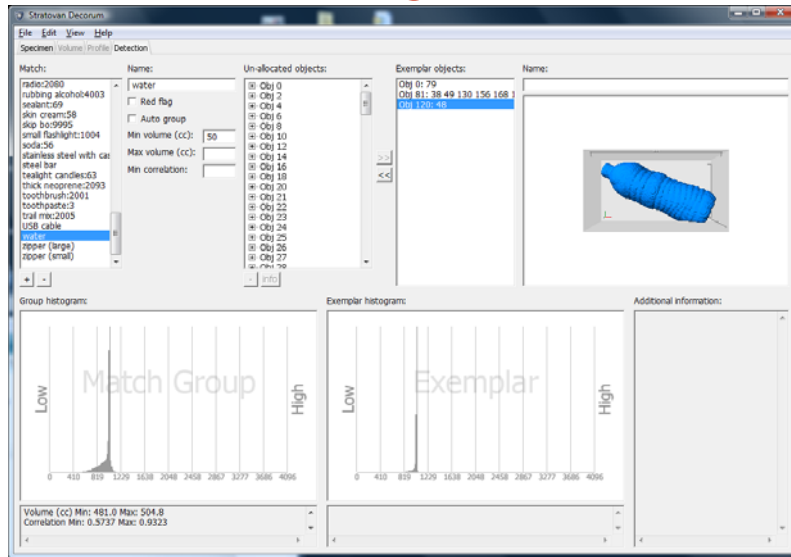 Stratovan Decorum
File Edit View Help
Specimen Volume Profile Detection
Match:
radio:2080
rubbing alcohol:4003
sealant:69
skin cream:58
skip bo:9995
small flashlight:1004
soda:56
stainless steel with cas
steel bar
tealight candles:63
thick neoprene:2093
toothbrush:2001
toothpaste:3
trail mix:2005
USB cable
water
zipper (large)
zipper (small)
+ -
Name:
water
Red flag
Auto group
Min volume (cc): 50
Max volume (cc):
Min correlation:
Un-allocated objects:
Obj 0
Obj 2
Obj 4
Obj 6
Obj 8
Obj 10
Obj 12
Obj 14
Obj 16
Obj 18
Obj 20
Obj 21
Obj 22
Obj 23
Obj 24
Obj 25
Obj 26
Obj 27
Obj 28
- info
>>
<<
Exemplar objects:
Obj 0: 79
Obj 81: 38 49 130 156 168 1
Obj 120: 48
Name:
Group histogram:
Match Group
Low
High
0 410 819 1229 1638 2048 2458 2867 3277 3686 4096
Volume (cc) Min: 481.0 Max: 504.8
Correlation Min: 0.5737 Max: 0.9323
Exemplar histogram:
Exemplar
Low
High
0 410 819 1229 1638 2048 2458 2867 3277 3686 4096
Additional information: